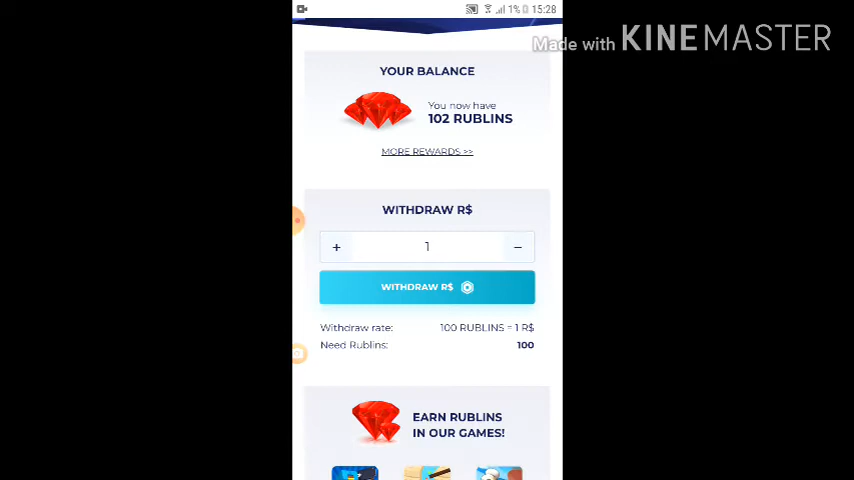 1% 15:28
Made with KINEMASTER
YOUR BALANCE
You now have
102 RUBLINS
MORE REWARDS >>
WITHDRAW R$
+ 1 −
WITHDRAW R$
Withdraw rate: 100 RUBLINS = 1 R$
Need Rublins: 100
EARN RUBLINS
IN OUR GAMES!